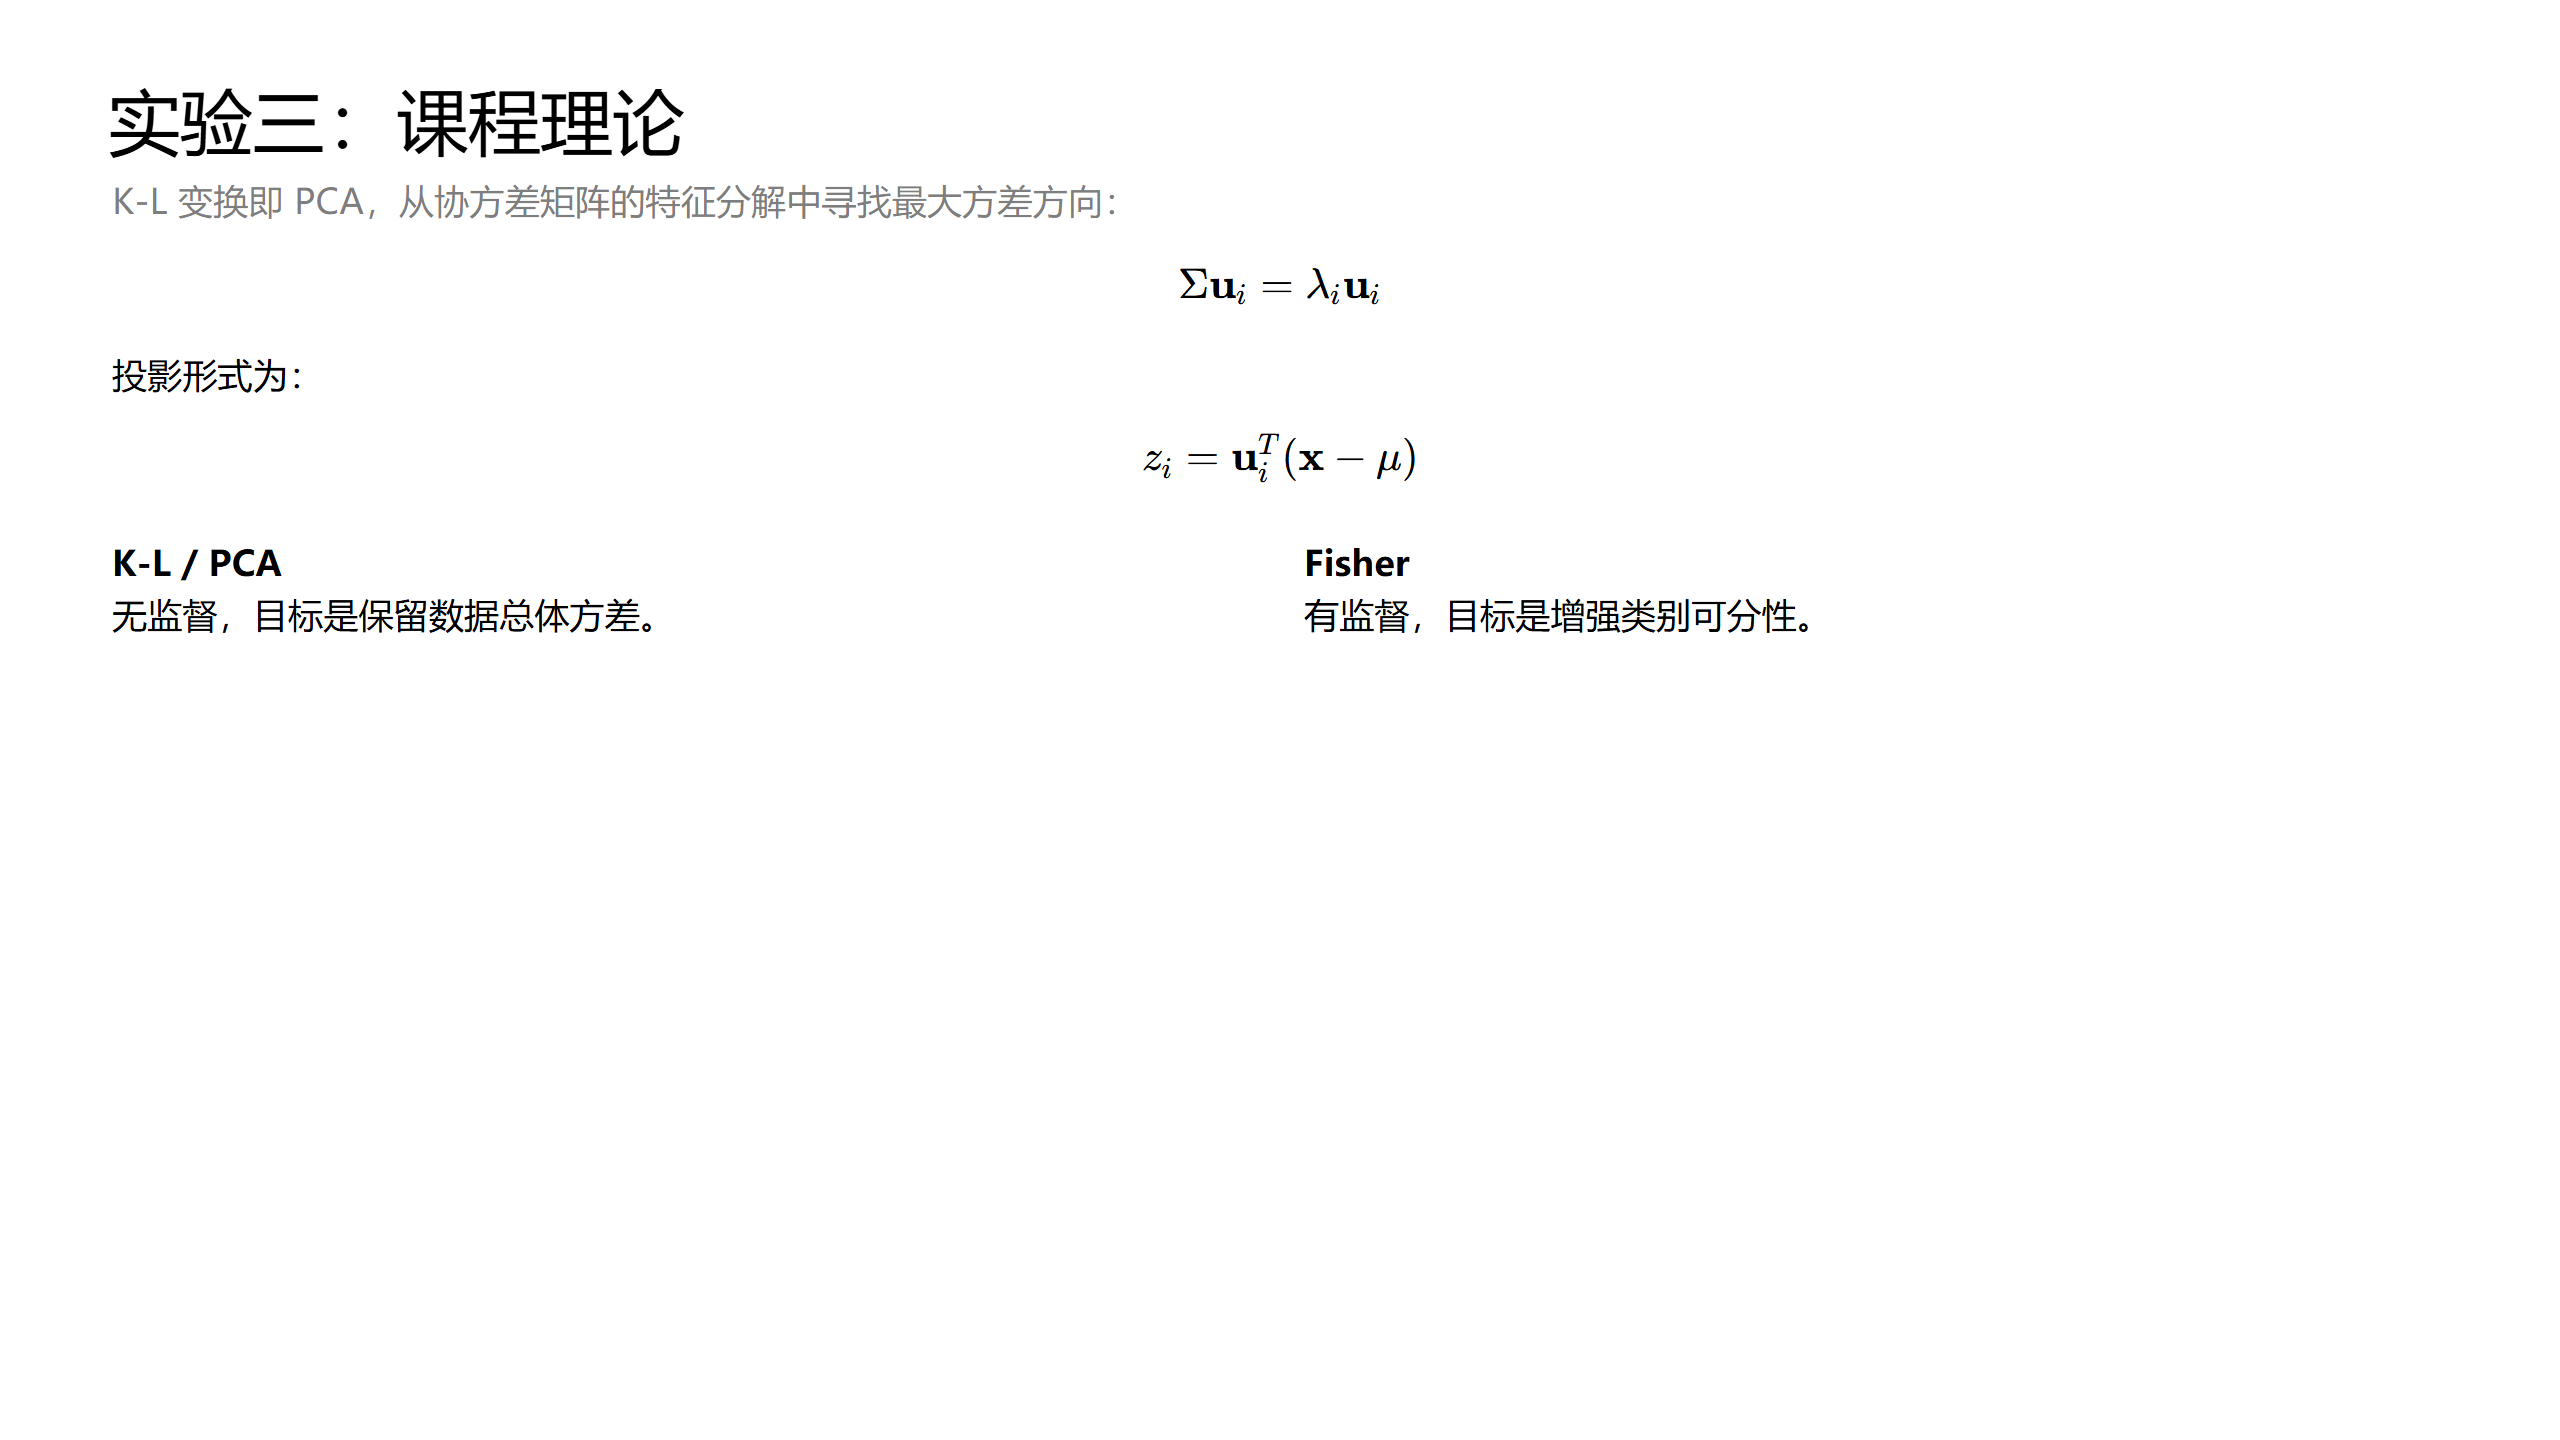 实验三：课程理论
K-L 变换即 PCA，从协方差矩阵的特征分解中寻找最大方差方向：
Σu_i = λ_i u_i
投影形式为：
z_i = u_i^T(x − μ)
K-L / PCA
无监督，目标是保留数据总体方差。
Fisher
有监督，目标是增强类别可分性。